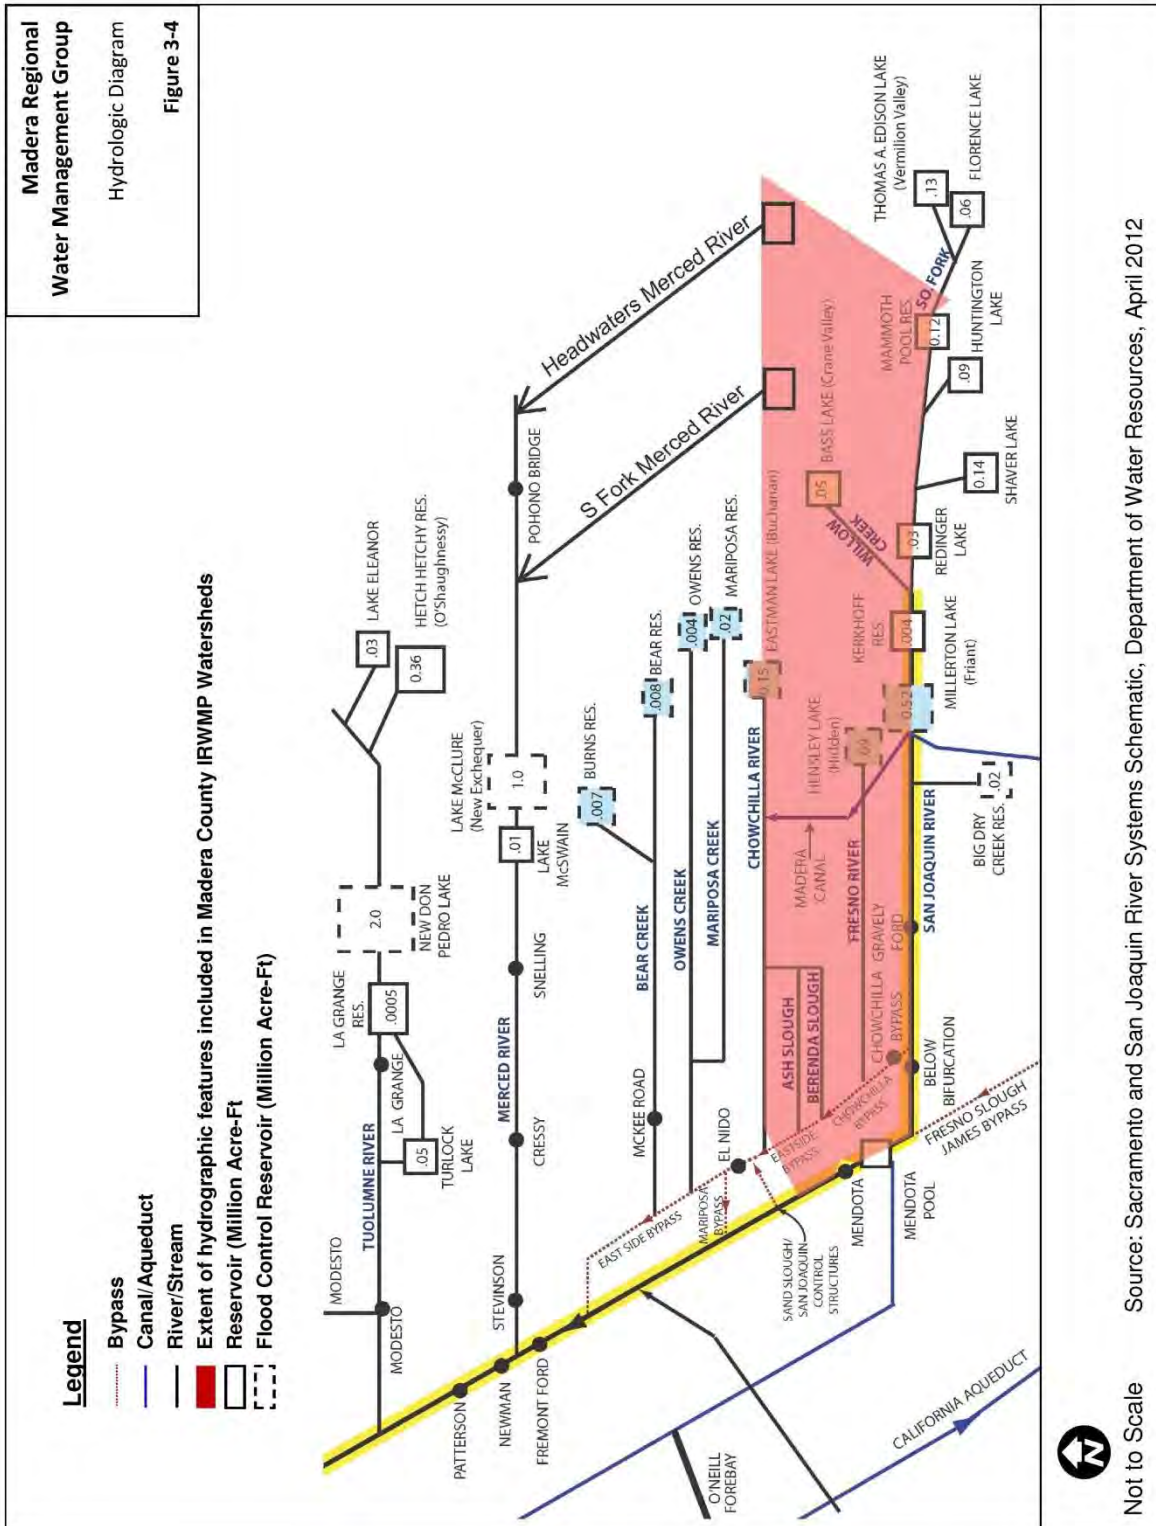 Madera Regional
Water Management Group
Hydrologic Diagram
Figure 3-4
Legend
Bypass
Canal/Aqueduct
River/Stream
Extent of hydrographic features included in Madera County IRWMP Watersheds
Reservoir (Million Acre-Ft)
Flood Control Reservoir (Million Acre-Ft)
MODESTO
MODESTO
TUOLUMNE RIVER
LA GRANGE
LA GRANGE
RES.
.0005
.05
TURLOCK
LAKE
2.0
NEW DON
PEDRO LAKE
.03
LAKE ELEANOR
0.36
HETCH HETCHY RES.
(O'Shaughnessy)
PATTERSON
NEWMAN
FREMONT FORD
STEVINSON
CRESSY
MERCED RIVER
SNELLING
.01
LAKE
McSWAIN
LAKE McCLURE
(New Exchequer)
1.0
POHONO BRIDGE
Headwaters Merced River
S Fork Merced River
.007
BURNS RES.
.008
BEAR RES.
.004
OWENS RES.
.02
MARIPOSA RES.
MCKEE ROAD
BEAR CREEK
OWENS CREEK
MARIPOSA CREEK
EAST SIDE BYPASS
MARIPOSA
BYPASS
EL NIDO
SAND SLOUGH/
SAN JOAQUIN
CONTROL
STRUCTURES
EASTSIDE
BYPASS
CHOWCHILLA
BYPASS
CHOWCHILLA RIVER
0.15
EASTMAN LAKE (Buchanan)
ASH SLOUGH
BERENDA SLOUGH
MADERA
CANAL
HENSLEY LAKE
(Hidden)
.09
FRESNO RIVER
CHOWCHILLA
BYPASS
GRAVELY
FORD
.05
BASS LAKE (Crane Valley)
WILLOW
CREEK
MAMMOTH
POOL RES.
0.12
SO. FORK
THOMAS A. EDISON LAKE
(Vermilion Valley)
.13
.06
FLORENCE LAKE
HUNTINGTON
LAKE
.09
0.14
SHAVER LAKE
.03
REDINGER
LAKE
KERKHOFF
RES.
.004
0.52
MILLERTON LAKE
(Friant)
SAN JOAQUIN RIVER
BIG DRY
CREEK RES.
.02
BELOW
BIFURCATION
FRESNO SLOUGH
JAMES BYPASS
MENDOTA
MENDOTA
POOL
O'NEILL
FOREBAY
CALIFORNIA AQUEDUCT
N
Not to Scale
Source: Sacramento and San Joaquin River Systems Schematic, Department of Water Resources, April 2012